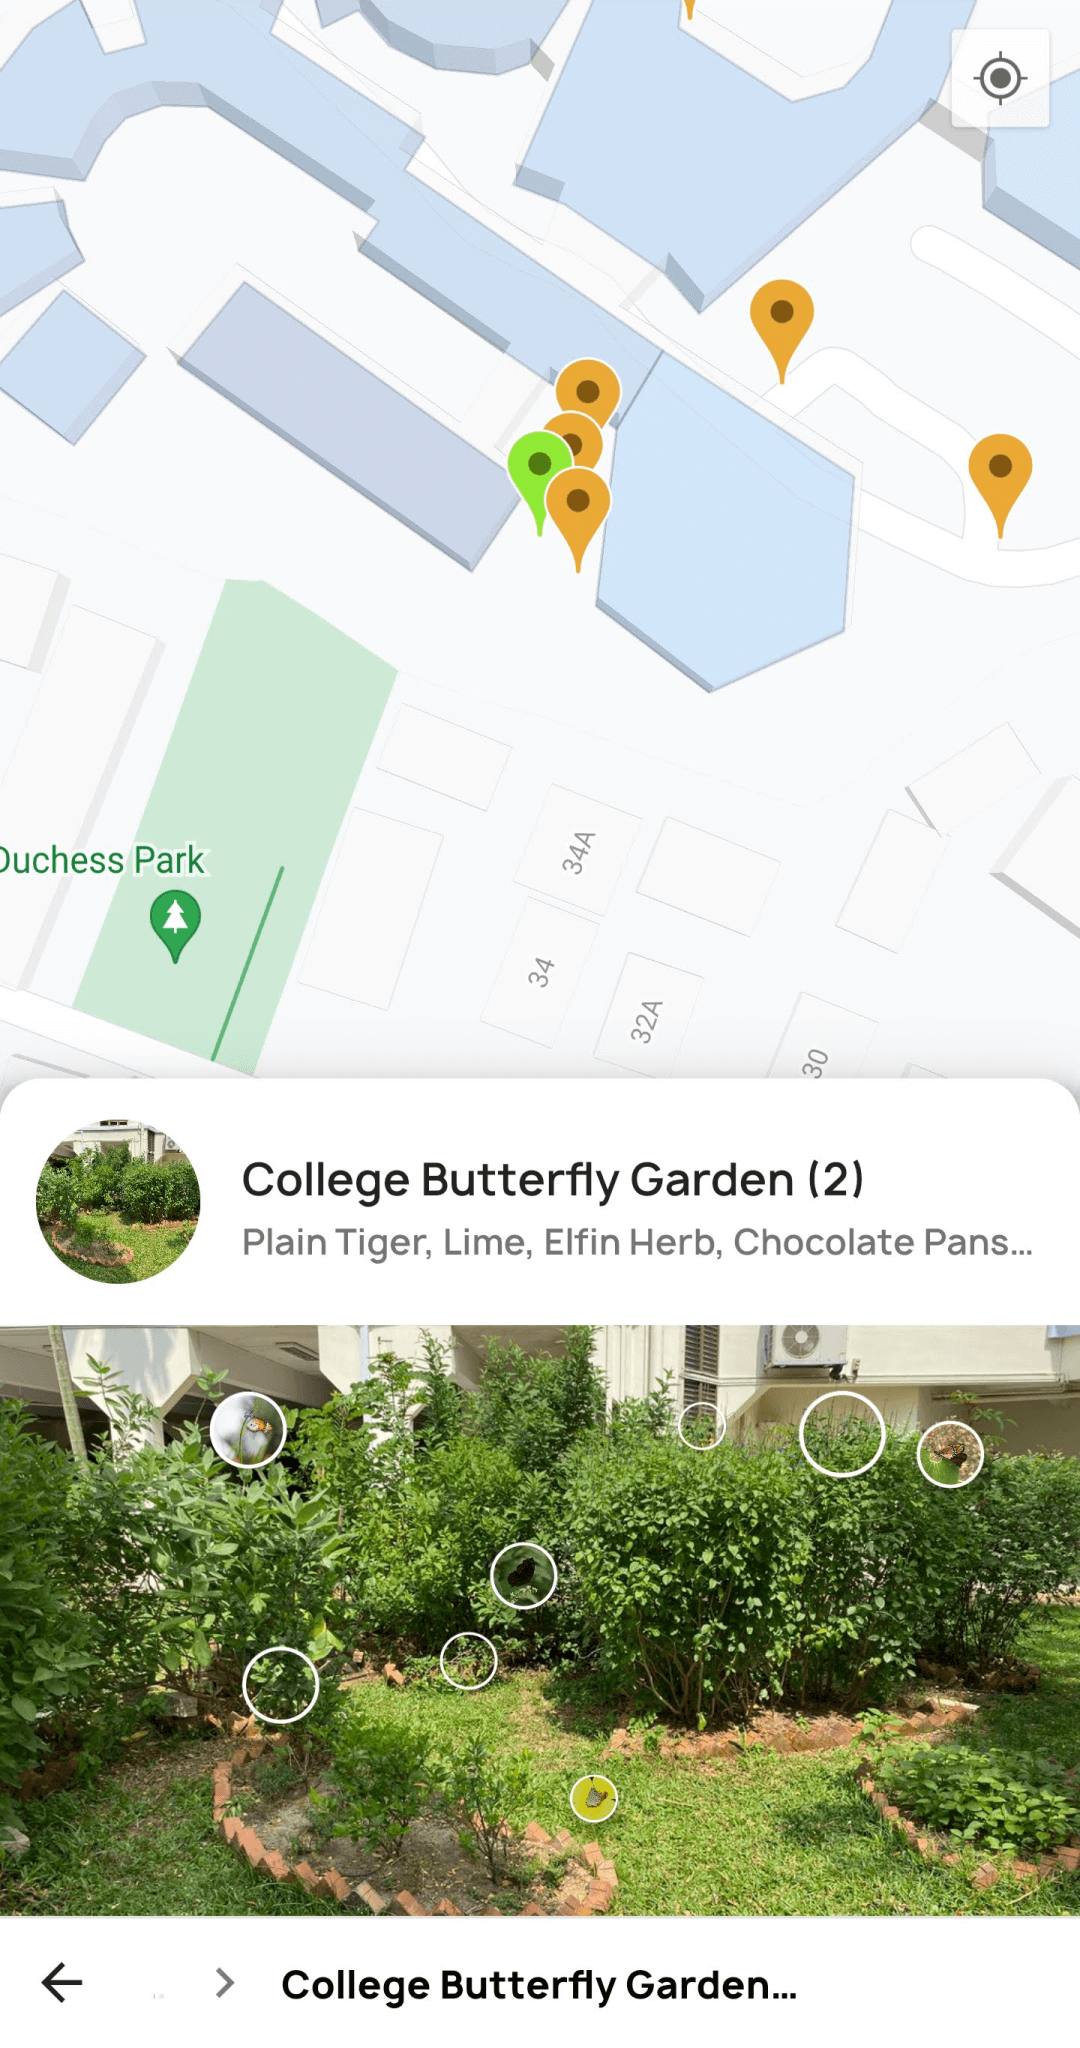 Duchess Park
34A
34
32A
30
College Butterfly Garden (2)
Plain Tiger, Lime, Elfin Herb, Chocolate Pans...
College Butterfly Garden...